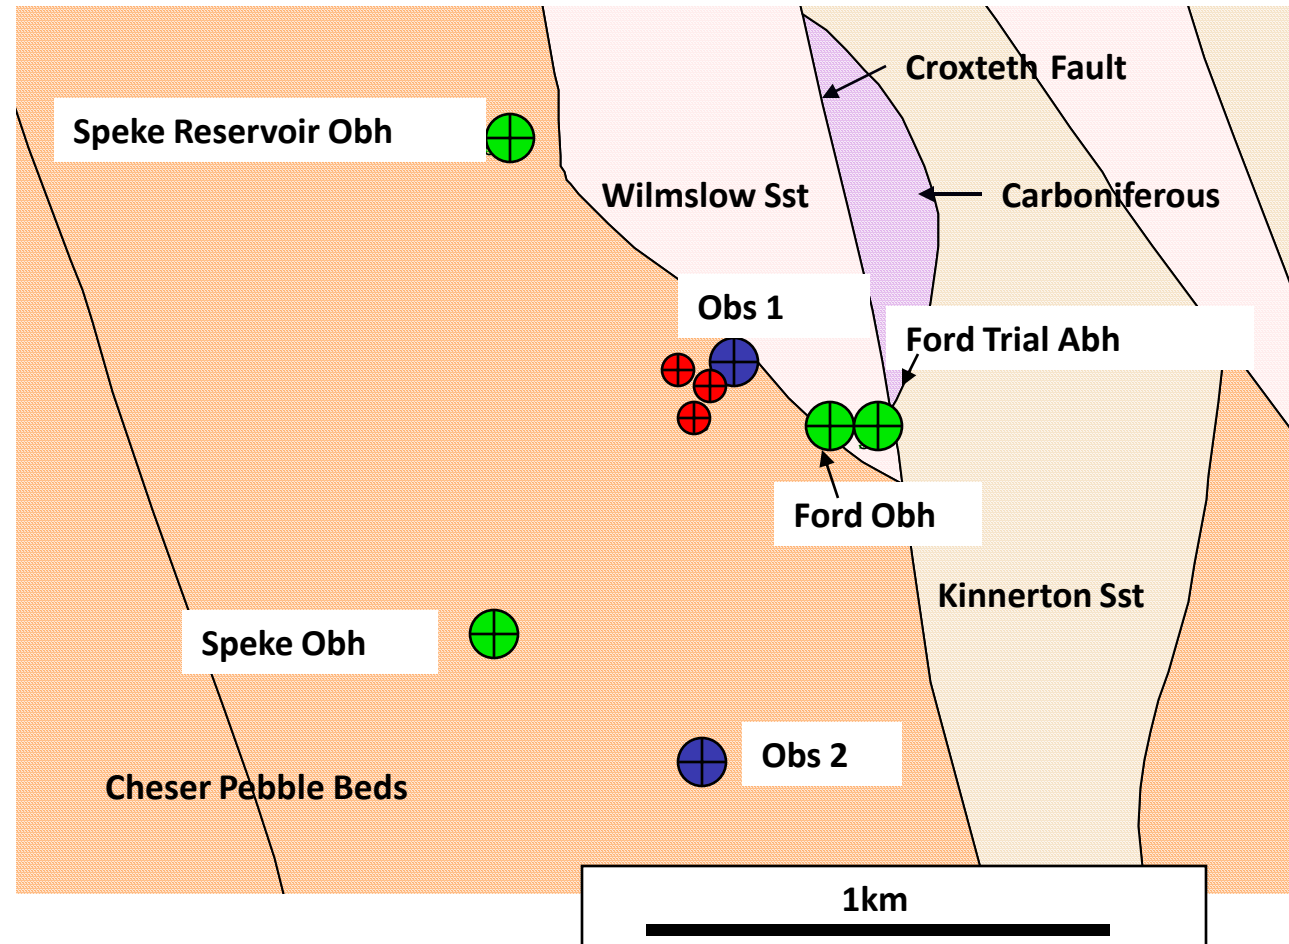 Croxteth Fault
Speke Reservoir Obh
Wilmslow Sst
Carboniferous
Obs 1
Ford Trial Abh
Ford Obh
Kinnerton Sst
Speke Obh
Obs 2
Cheser Pebble Beds
1km